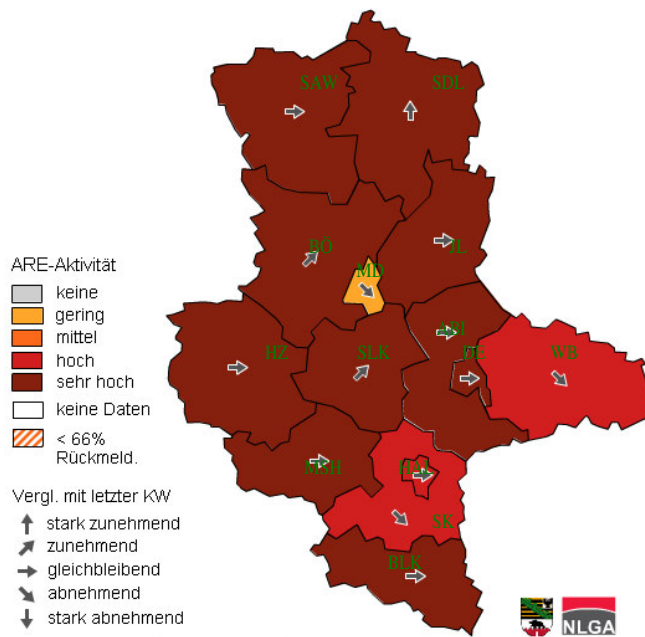 SAW
SDL
BÖ
JL
MD
ARE-Aktivität
keine
gering
mittel
hoch
sehr hoch
keine Daten
< 66%
Rückmeld.
HZ
SLK
ABI
DE
WB
MSH
HAL
SK
BLK
Vergl. mit letzter KW
stark zunehmend
zunehmend
gleichbleibend
abnehmend
stark abnehmend
NLGA